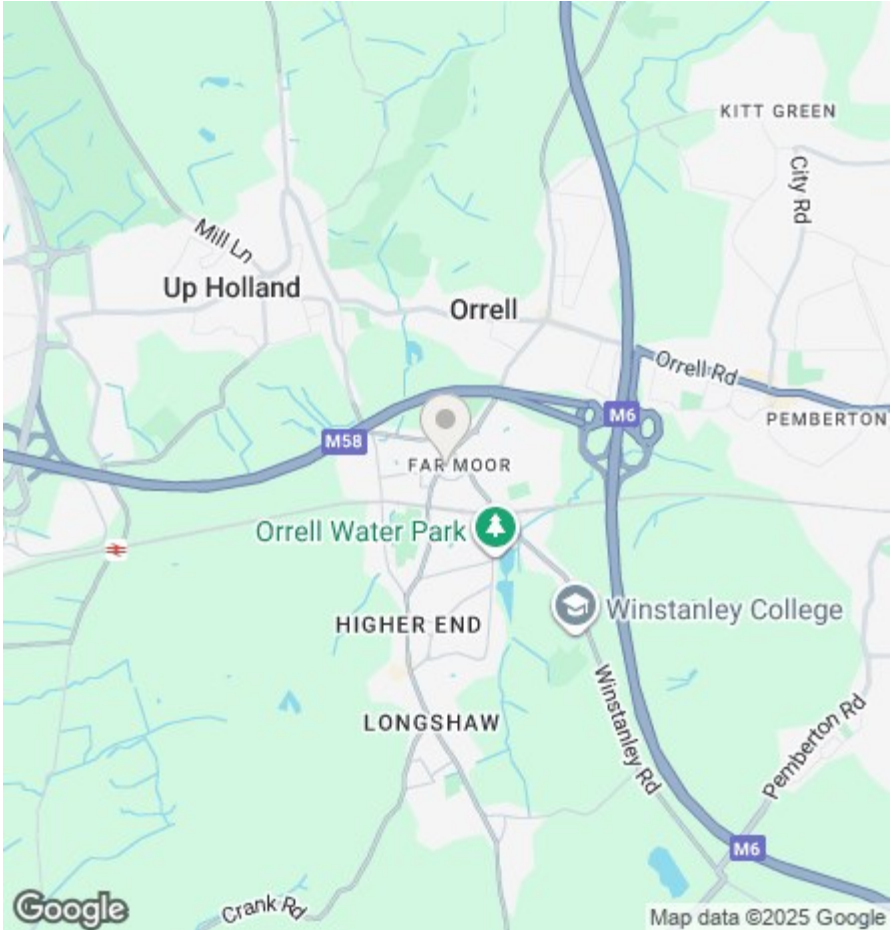 KITT GREEN
City Rd
Mill Ln
Up Holland
Orrell
Orrell Rd
M6
PEMBERTON
M58
FAR MOOR
Orrell Water Park
Winstanley College
HIGHER END
Winstanley Rd
LONGSHAW
Pemberton Rd
M6
Crank Rd
Google
Map data ©2025 Google